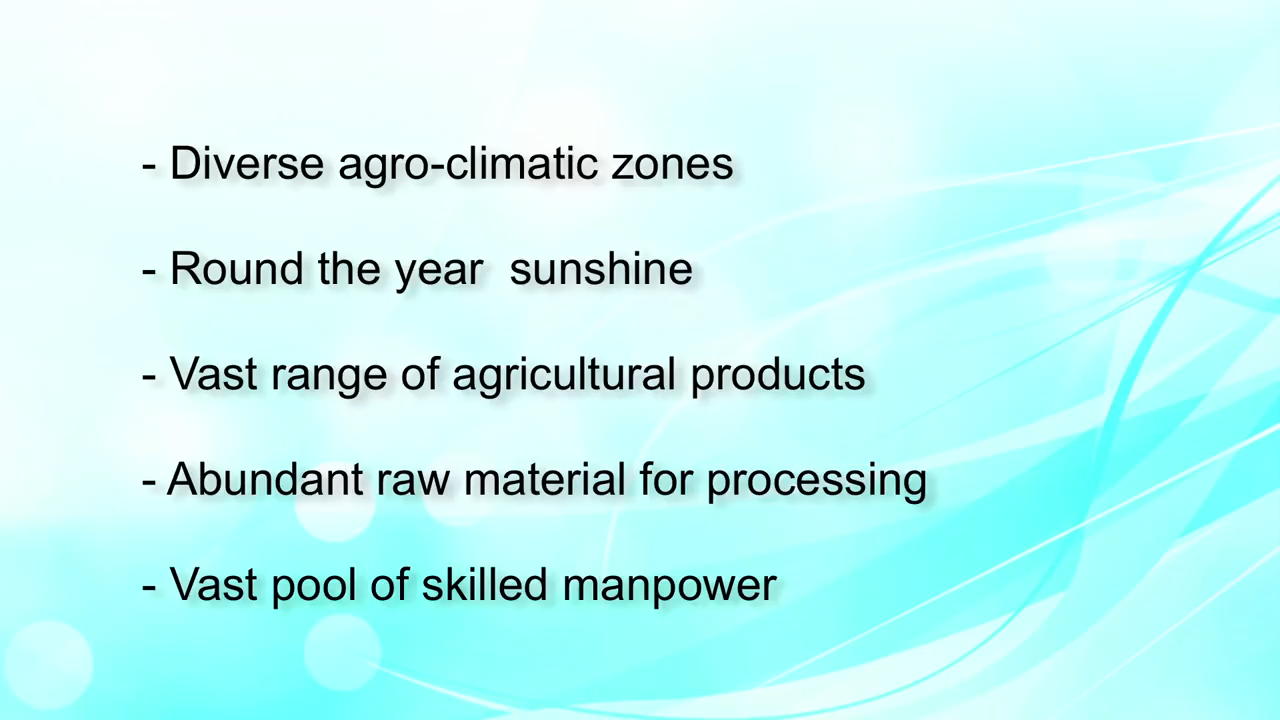 - Diverse agro-climatic zones
- Round the year  sunshine
- Vast range of agricultural products
- Abundant raw material for processing
- Vast pool of skilled manpower